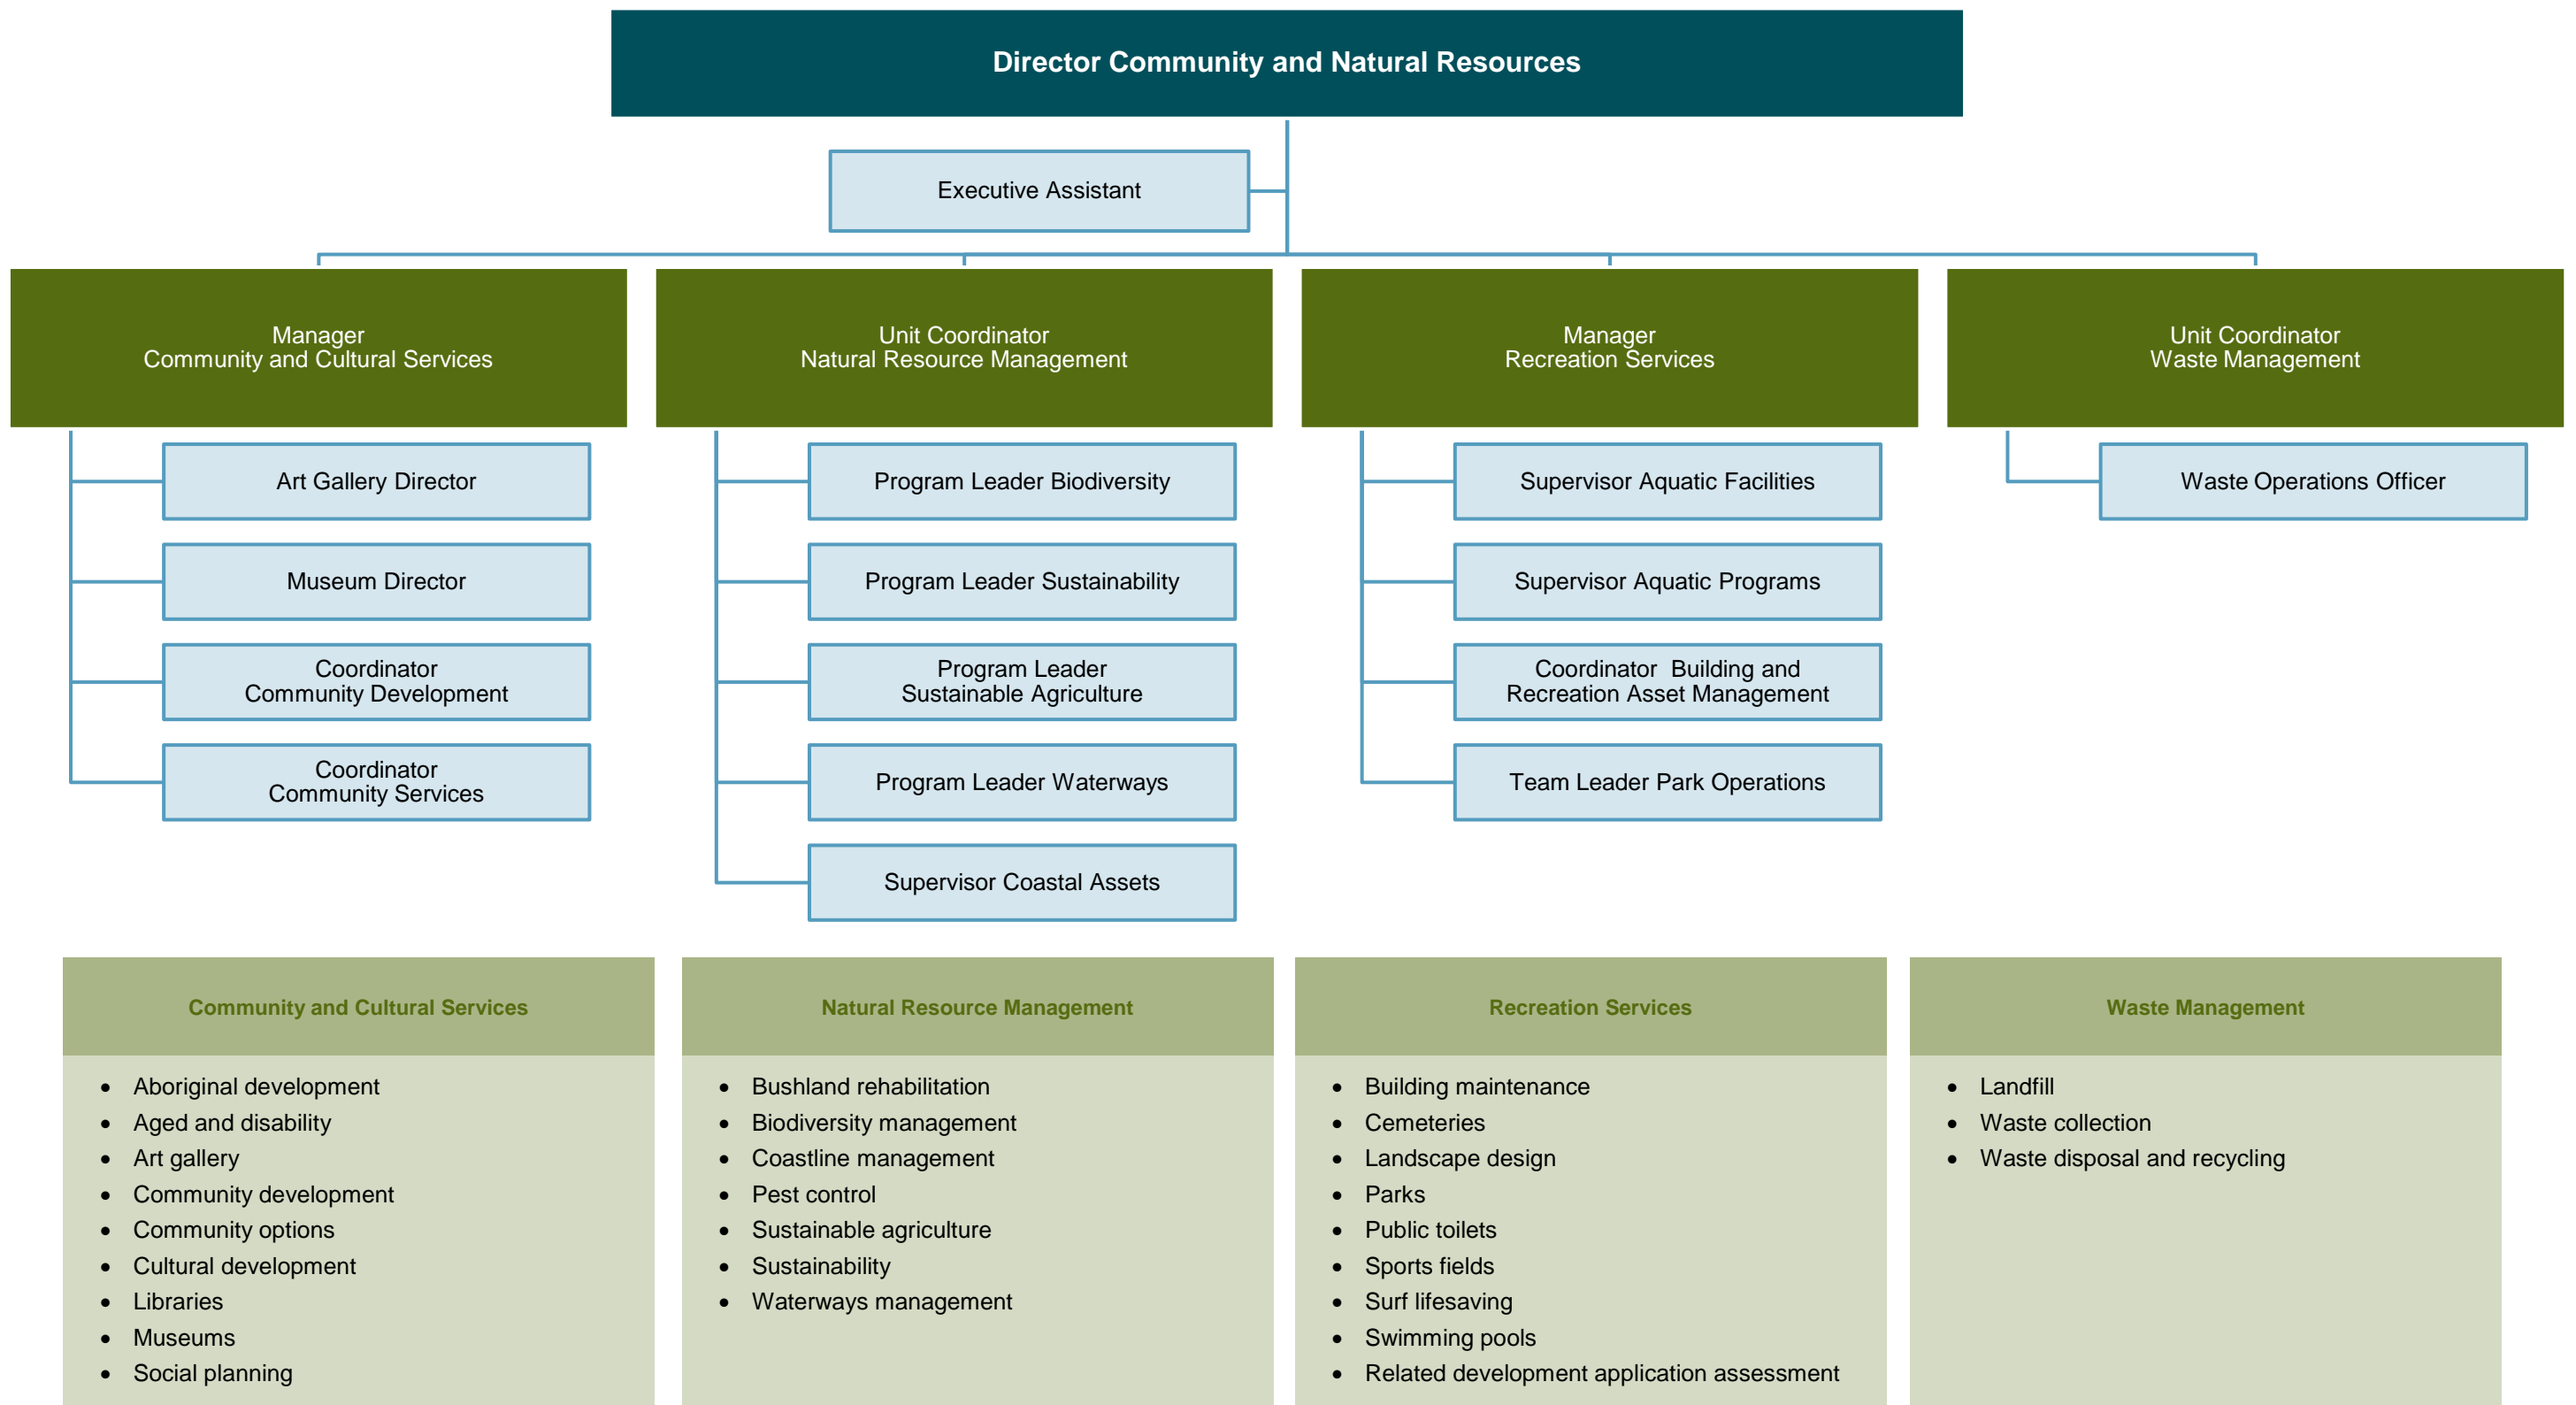 Director Community and Natural Resources
Executive Assistant
Manager
Community and Cultural Services
Unit Coordinator
Natural Resource Management
Manager
Recreation Services
Unit Coordinator
Waste Management
Art Gallery Director
Museum Director
Coordinator
Community Development
Coordinator
Community Services
Program Leader Biodiversity
Program Leader Sustainability
Program Leader
Sustainable Agriculture
Program Leader Waterways
Supervisor Coastal Assets
Supervisor Aquatic Facilities
Supervisor Aquatic Programs
Coordinator  Building and
Recreation Asset Management
Team Leader Park Operations
Waste Operations Officer
Community and Cultural Services
• Aboriginal development
• Aged and disability
• Art gallery
• Community development
• Community options
• Cultural development
• Libraries
• Museums
• Social planning
Natural Resource Management
• Bushland rehabilitation
• Biodiversity management
• Coastline management
• Pest control
• Sustainable agriculture
• Sustainability
• Waterways management
Recreation Services
• Building maintenance
• Cemeteries
• Landscape design
• Parks
• Public toilets
• Sports fields
• Surf lifesaving
• Swimming pools
• Related development application assessment
Waste Management
• Landfill
• Waste collection
• Waste disposal and recycling